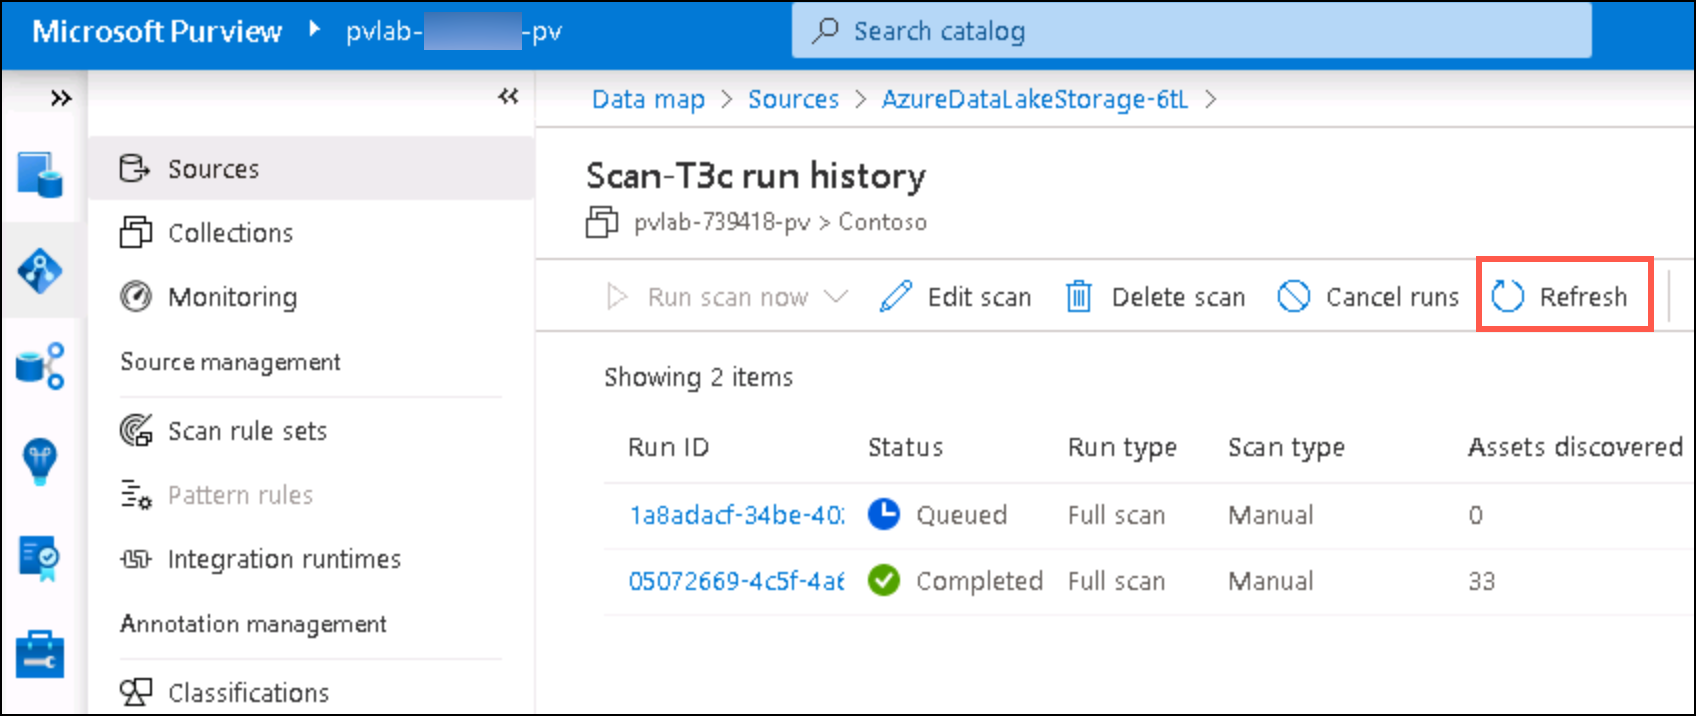 Microsoft Purview pvlab- -pv Search catalog
Data map > Sources > AzureDataLakeStorage-6tL >
Sources
Collections
Monitoring
Source management
Scan rule sets
Pattern rules
Integration runtimes
Annotation management
Classifications
Scan-T3c run history
pvlab-739418-pv > Contoso
Run scan now Edit scan Delete scan Cancel runs Refresh
Showing 2 items
Run ID Status Run type Scan type Assets discovered
1a8adacf-34be-40 Queued Full scan Manual 0
05072669-4c5f-4a6 Completed Full scan Manual 33